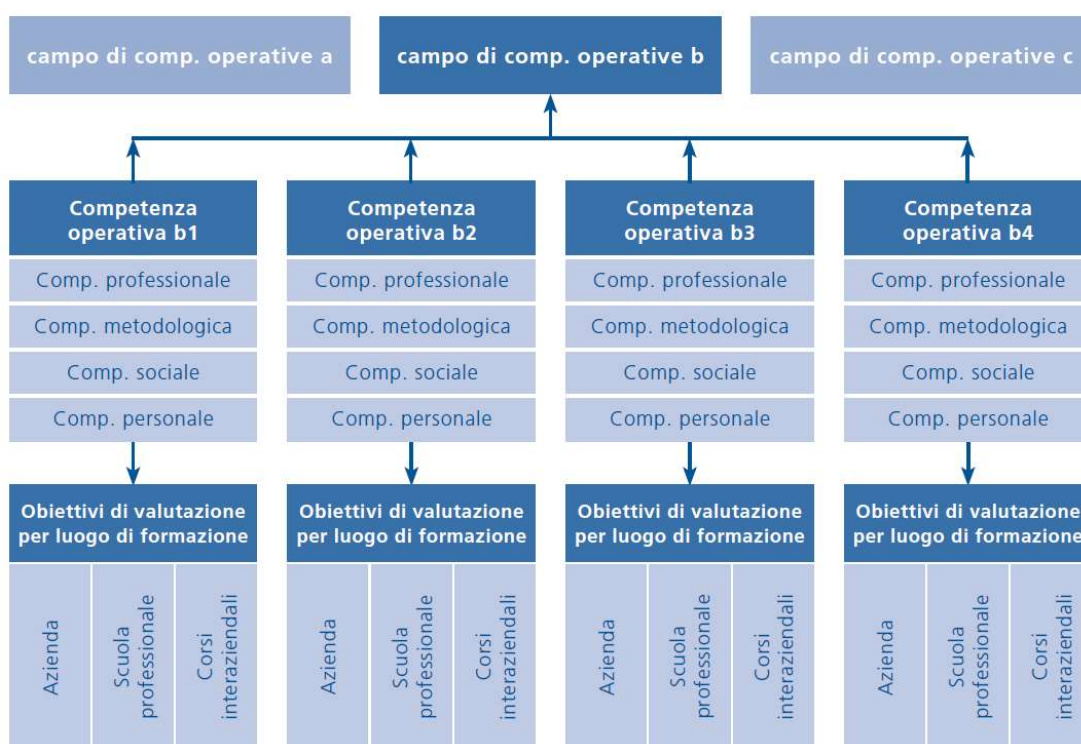 campo di comp. operative a
campo di comp. operative b
campo di comp. operative c
Competenza
operativa b1
Competenza
operativa b2
Competenza
operativa b3
Competenza
operativa b4
Comp. professionale
Comp. professionale
Comp. professionale
Comp. professionale
Comp. metodologica
Comp. metodologica
Comp. metodologica
Comp. metodologica
Comp. sociale
Comp. sociale
Comp. sociale
Comp. sociale
Comp. personale
Comp. personale
Comp. personale
Comp. personale
Obiettivi di valutazione
per luogo di formazione
Obiettivi di valutazione
per luogo di formazione
Obiettivi di valutazione
per luogo di formazione
Obiettivi di valutazione
per luogo di formazione
Azienda
Scuola
professionale
Corsi
interaziendali
Azienda
Scuola
professionale
Corsi
interaziendali
Azienda
Scuola
professionale
Corsi
interaziendali
Azienda
Scuola
professionale
Corsi
interaziendali